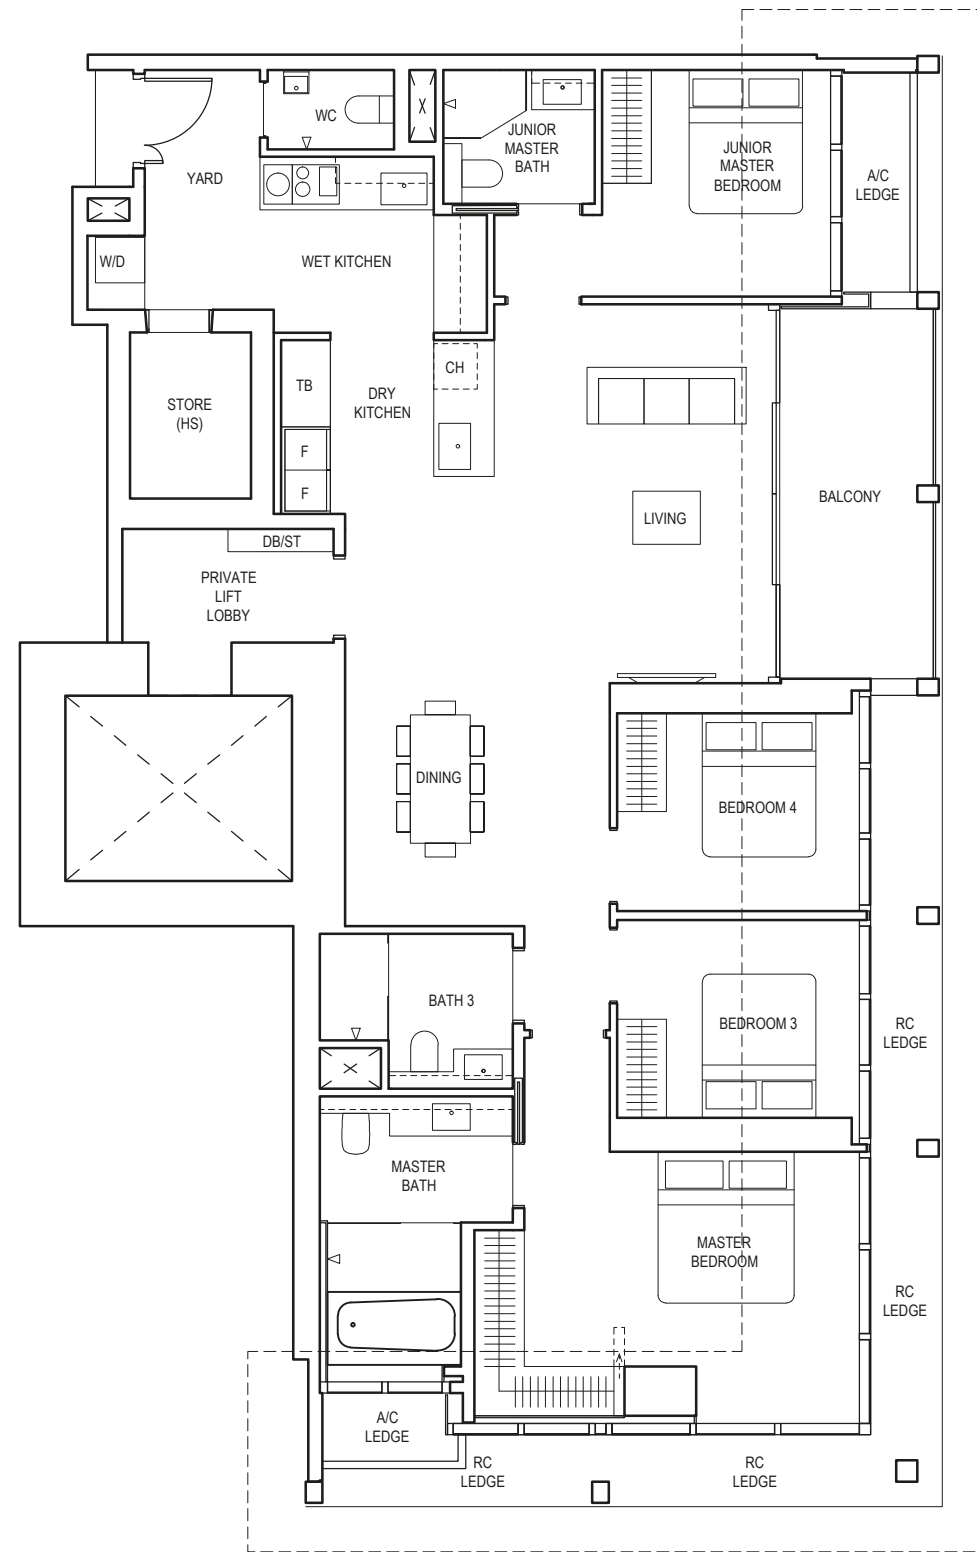 WC
JUNIOR
MASTER
BATH
JUNIOR
MASTER
BEDROOM
YARD
A/C
LEDGE
W/D
WET KITCHEN
CH
TB
DRY
KITCHEN
STORE
(HS)
F
F
BALCONY
LIVING
DB/ST
PRIVATE
LIFT
LOBBY
DINING
BEDROOM 4
BATH 3
BEDROOM 3
RC
LEDGE
MASTER
BATH
MASTER
BEDROOM
RC
LEDGE
A/C
LEDGE
RC
LEDGE
RC
LEDGE